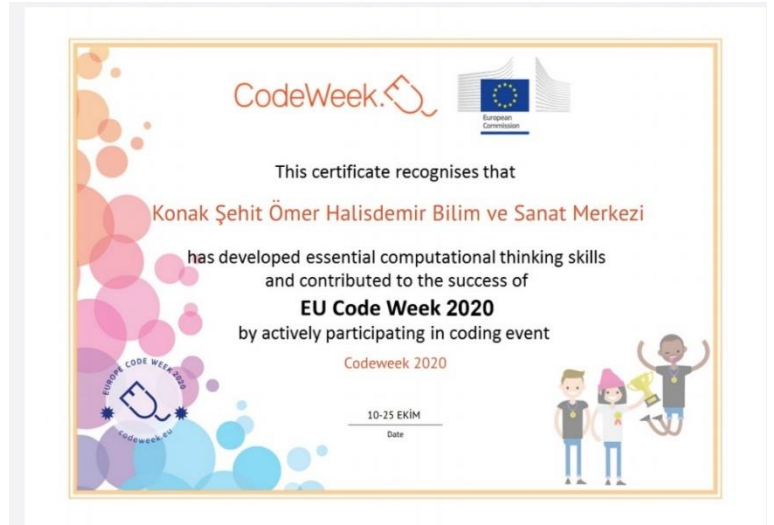 CodeWeek.
European
Commission
This certificate recognises that
Konak Şehit Ömer Halisdemir Bilim ve Sanat Merkezi
has developed essential computational thinking skills
and contributed to the success of
EU Code Week 2020
by actively participating in coding event
Codeweek 2020
EUROPE CODE WEEK 2020
codeweek.eu
10-25 EKİM
Date